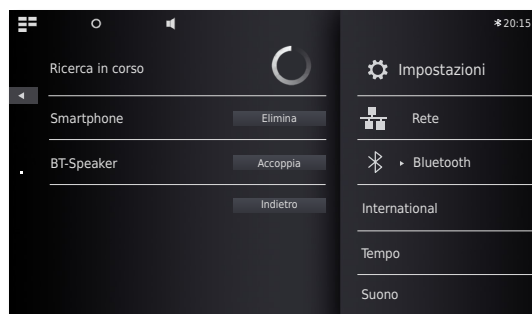 20:15
Ricerca in corso
Smartphone
Elimina
BT-Speaker
Accoppia
Indietro
Impostazioni
Rete
Bluetooth
International
Tempo
Suono